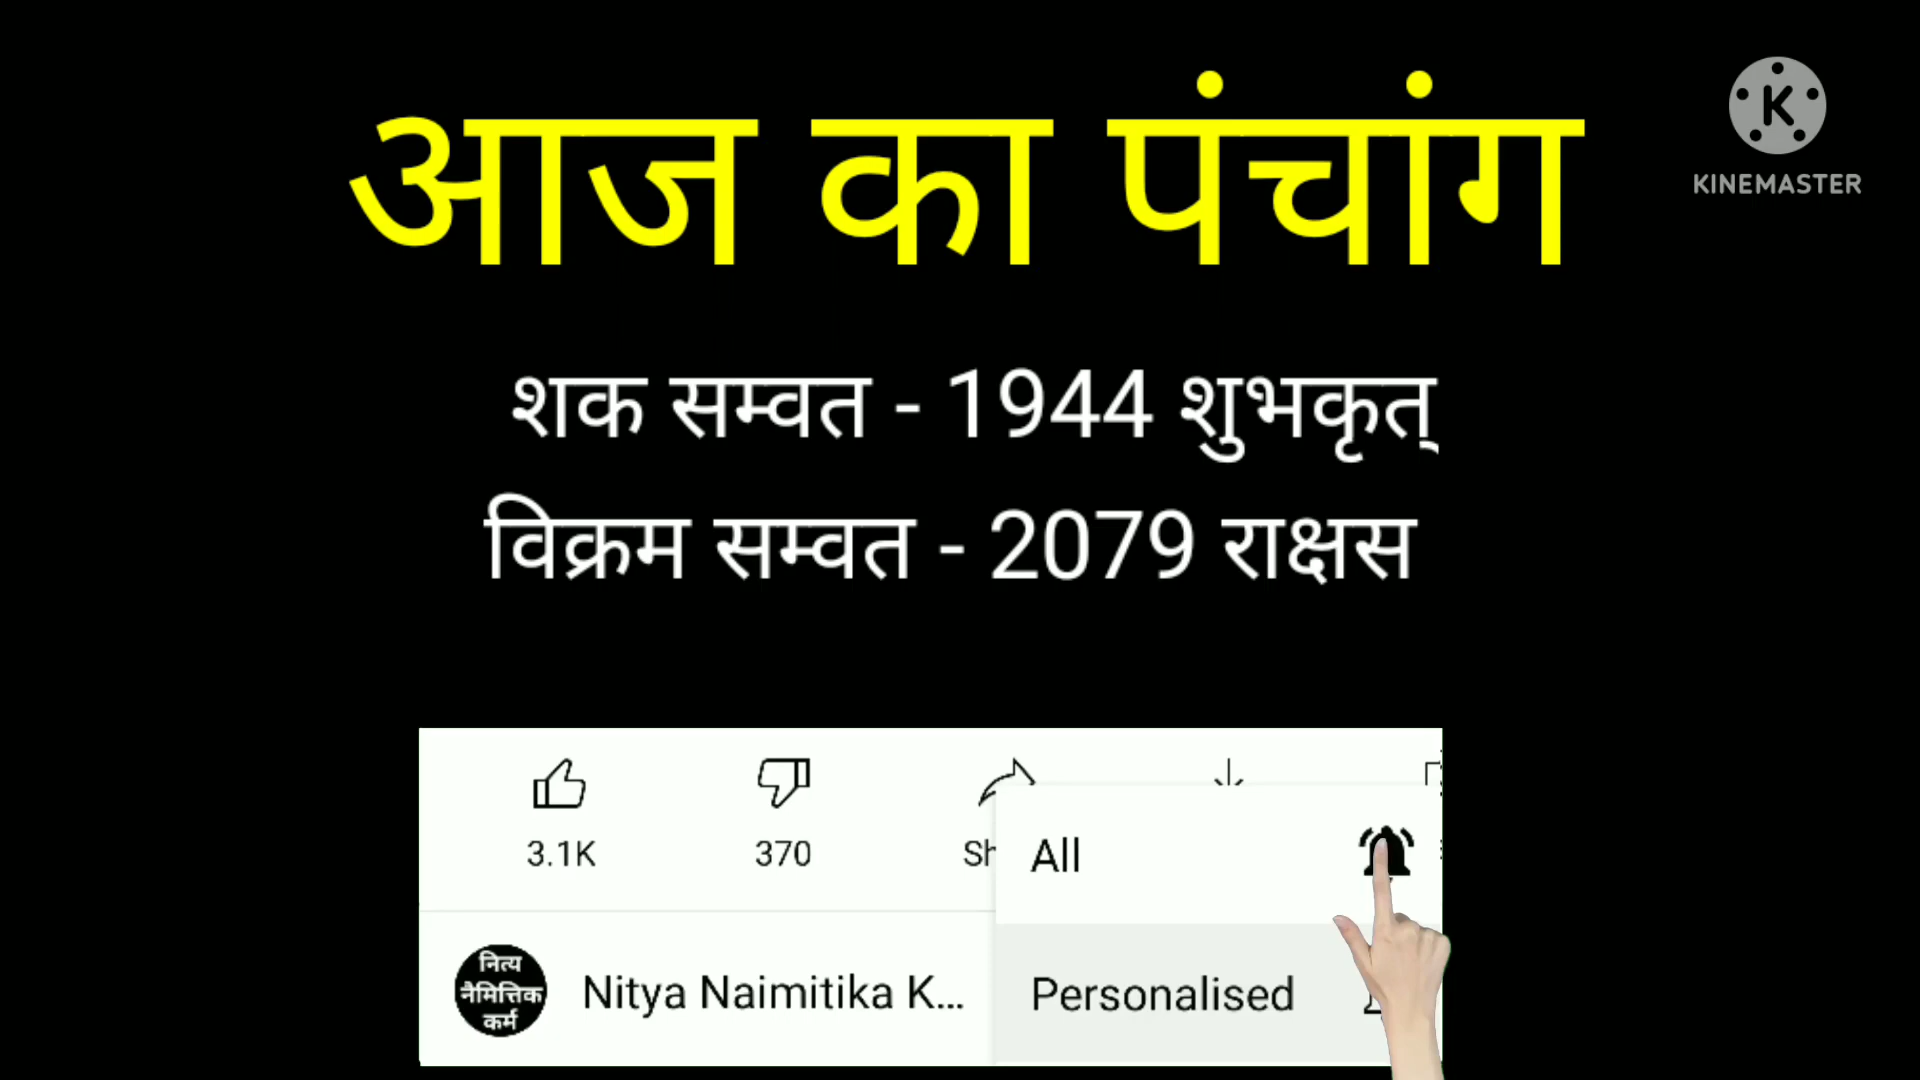 आज का पंचांग
KINEMASTER
शक सम्वत - 1944 शुभकृत्
विक्रम सम्वत - 2079 राक्षस
3.1K 370 Sh All
नित्य
नैमित्तिक
कर्म
Nitya Naimitika K... Personalised